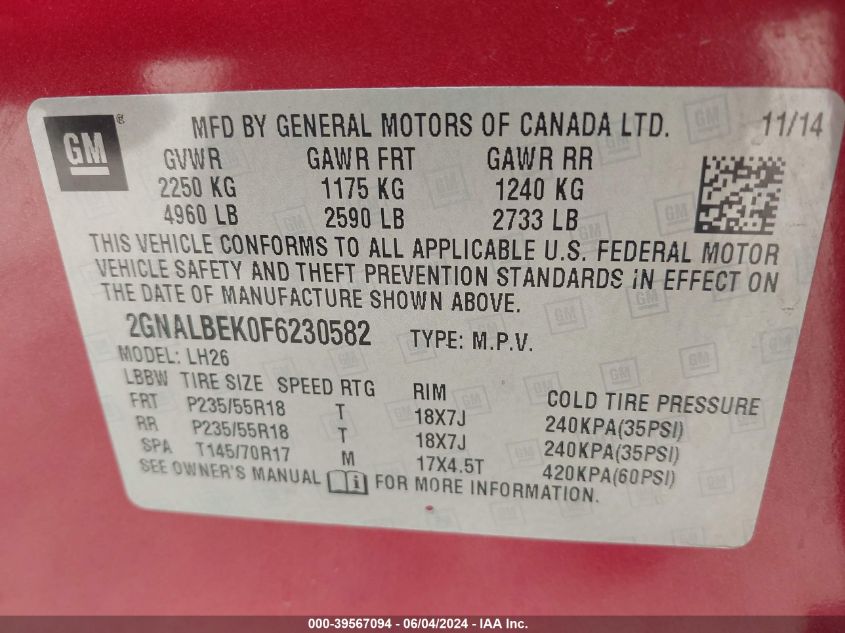 GM ®
MFD BY GENERAL MOTORS OF CANADA LTD. 11/14
GVWR GAWR FRT GAWR RR
2250 KG 1175 KG 1240 KG
4960 LB 2590 LB 2733 LB
THIS VEHICLE CONFORMS TO ALL APPLICABLE U.S. FEDERAL MOTOR
VEHICLE SAFETY AND THEFT PREVENTION STANDARDS IN EFFECT ON
THE DATE OF MANUFACTURE SHOWN ABOVE.
2GNALBEK0F6230582 TYPE: M.P.V.
MODEL: LH26
LBBW TIRE SIZE SPEED RTG RIM COLD TIRE PRESSURE
FRT P235/55R18 T 18X7J 240KPA(35PSI)
RR P235/55R18 T 18X7J 240KPA(35PSI)
SPA T145/70R17 M 17X4.5T 420KPA(60PSI)
SEE OWNER'S MANUAL i FOR MORE INFORMATION.
000-39567094 - 06/04/2024 - IAA Inc.